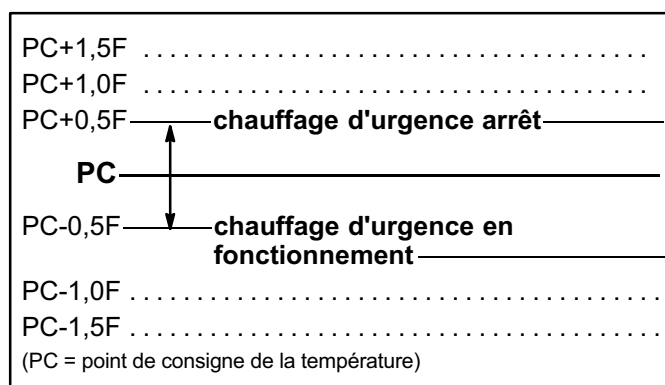 PC+1,5F
PC+1,0F
PC+0,5F chauffage d'urgence arrêt
PC
PC-0,5F chauffage d'urgence en
fonctionnement
PC-1,0F
PC-1,5F
(PC = point de consigne de la température)